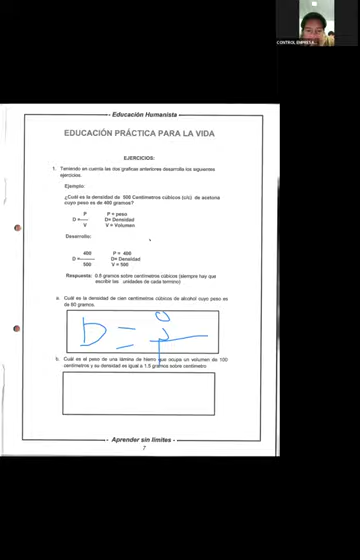 CONTROL EMPRESA...
- Educación Humanista
EDUCACIÓN PRÁCTICA PARA LA VIDA
EJERCICIOS:
1. Teniendo en cuenta las dos graficas anteriores desarrolla los siguientes
ejercicios.
Ejemplo:
¿Cuál es la densidad de 500 Centímetros cúbicos (c/c) de acetona
cuyo peso es de 400 gramos?
P P = peso
D =---- D= Densidad
V V = Volumen
Desarrollo:
400 P = 400
D =-------- D= Densidad
500 V = 500
Respuesta: 0.8 gramos sobre centímetros cúbicos (siempre hay que
escribir las unidades de cada termino)
a. Cuál es la densidad de cien centímetros cúbicos de alcohol cuyo peso es
de 80 gramos.
D =
b. Cuál es el peso de una lámina de hierro que ocupa un volumen de 100
centímetros y su densidad es igual a 1.5 gramos sobre centímetro
- Aprender sin límites -
7